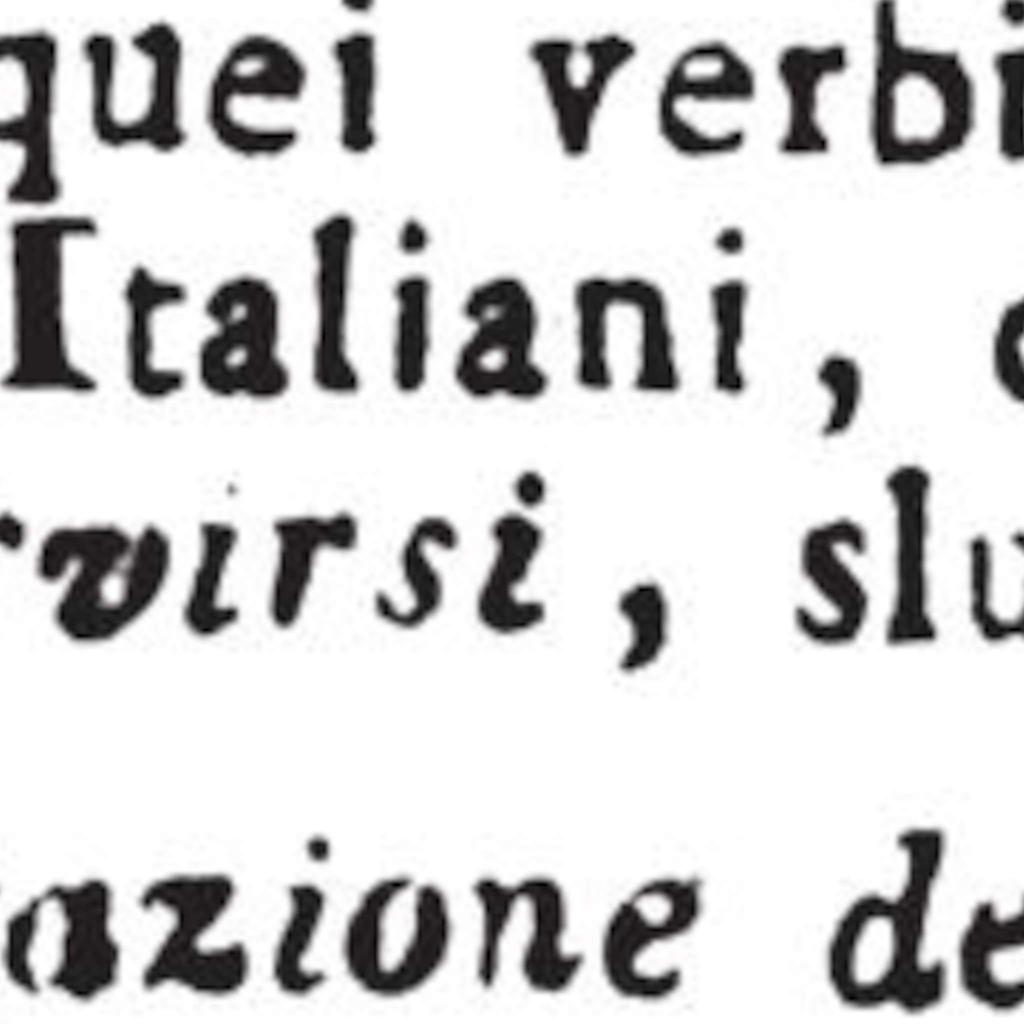 quei verbi
Italiani,
rvirsi, slu
azione de